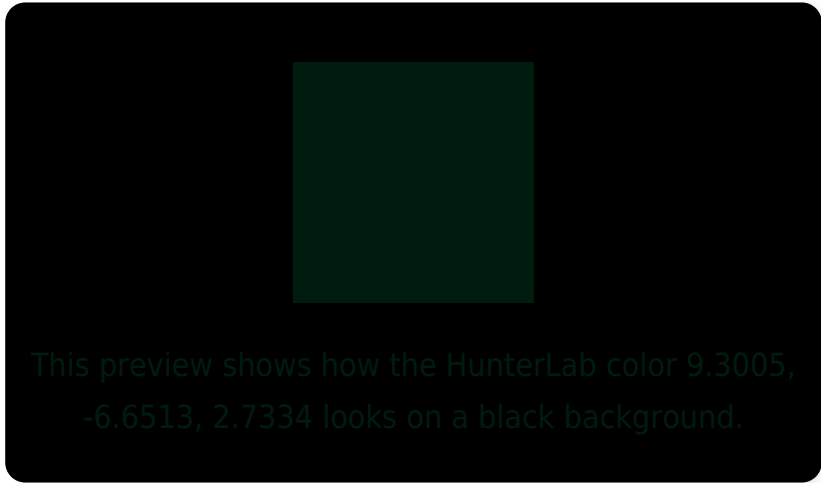 This preview shows how the HunterLab color 9.3005,
-6.6513, 2.7334 looks on a black background.